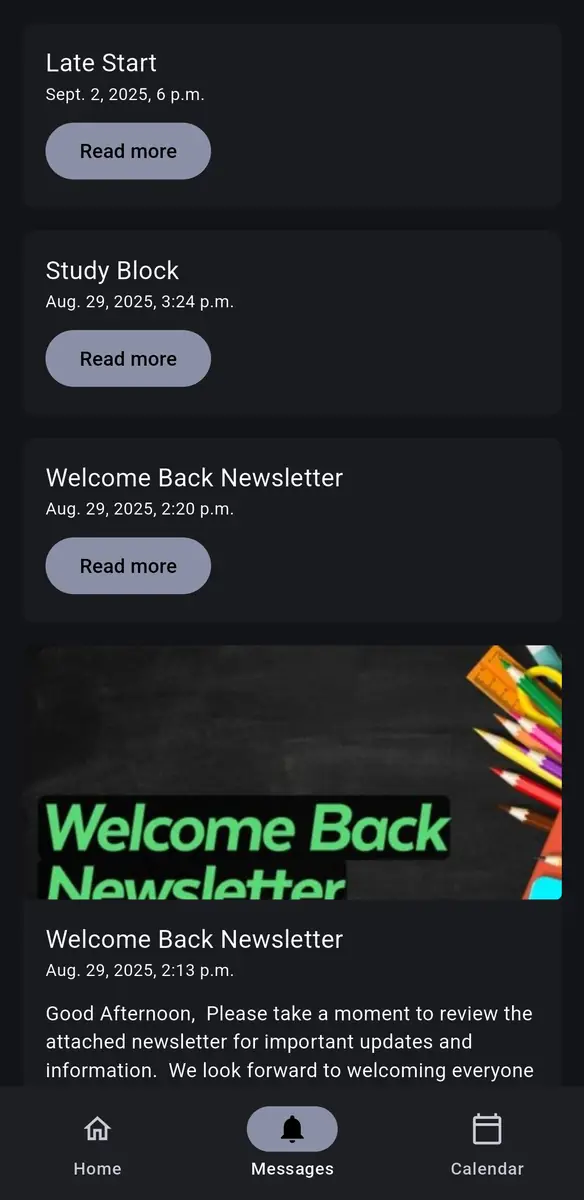 Late Start
Sept. 2, 2025, 6 p.m.
Read more
Study Block
Aug. 29, 2025, 3:24 p.m.
Read more
Welcome Back Newsletter
Aug. 29, 2025, 2:20 p.m.
Read more
Welcome Back
Newsletter
Welcome Back Newsletter
Aug. 29, 2025, 2:13 p.m.
Good Afternoon,  Please take a moment to review the
attached newsletter for important updates and
information.  We look forward to welcoming everyone
Home
Messages
Calendar